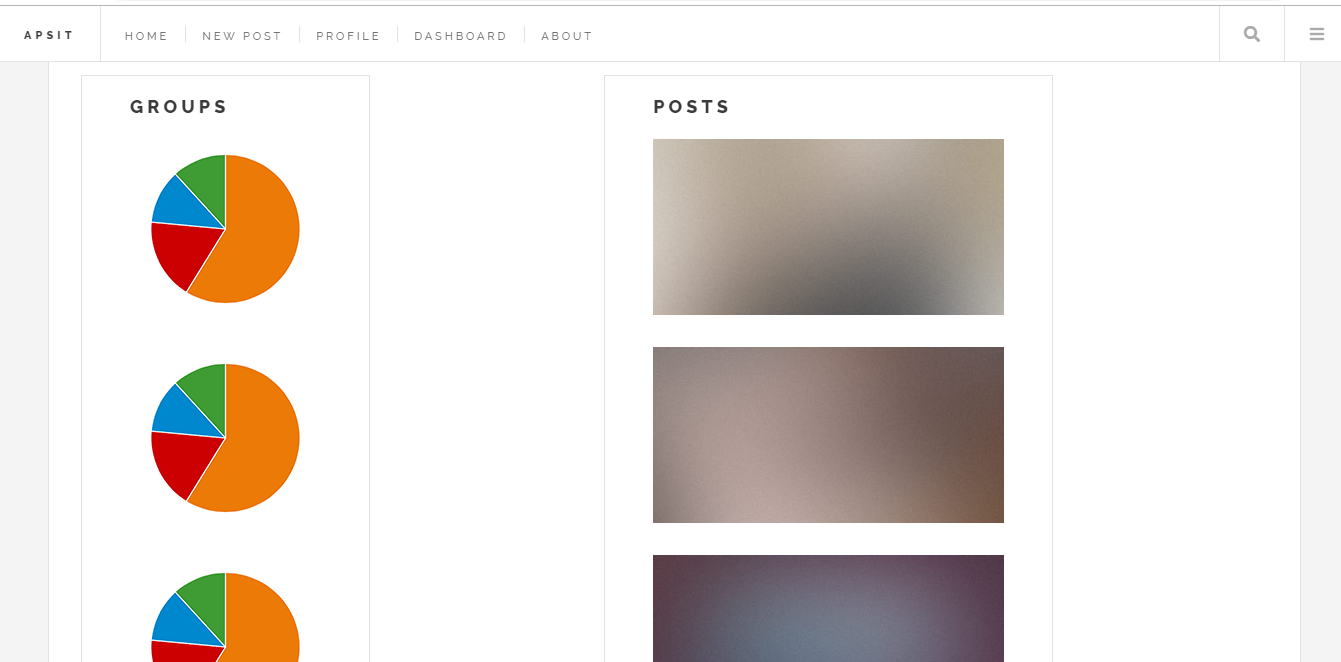 APSIT HOME NEW POST PROFILE DASHBOARD ABOUT
GROUPS
POSTS